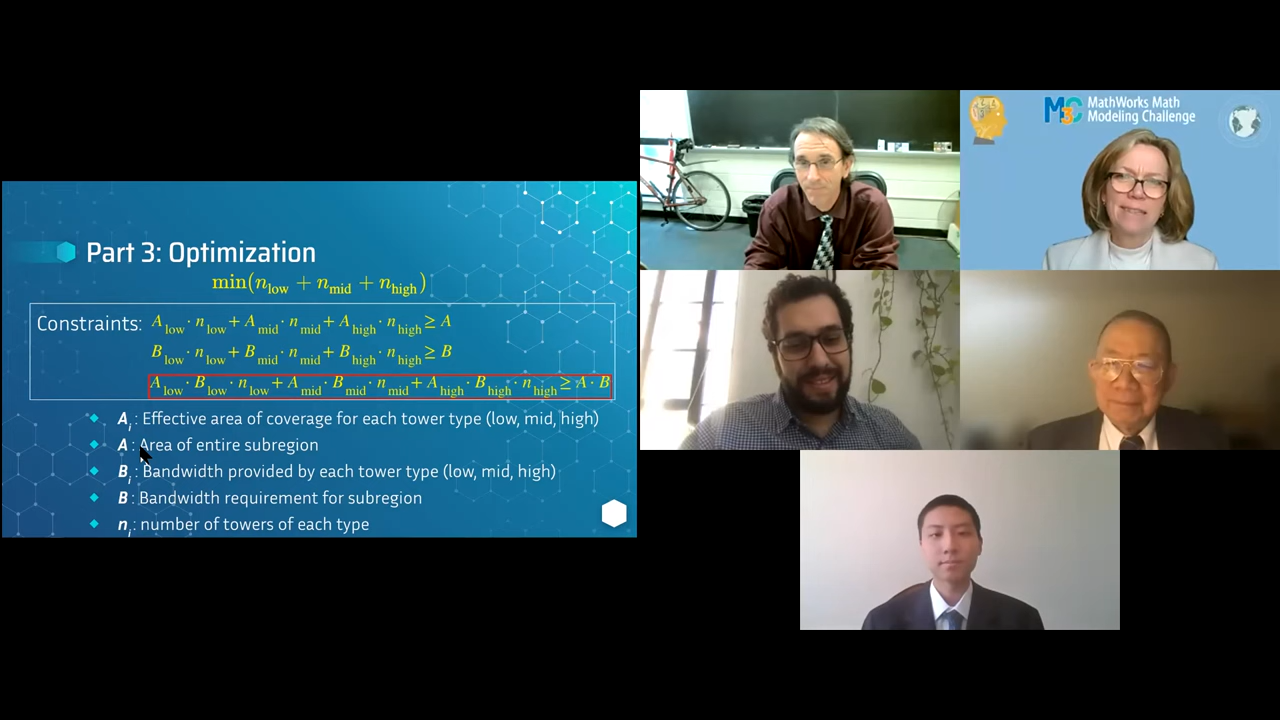 Part 3: Optimization
min(n_low + n_mid + n_high)
Constraints: A_low · n_low + A_mid · n_mid + A_high · n_high ≥ A
B_low · n_low + B_mid · n_mid + B_high · n_high ≥ B
A_low · B_low · n_low + A_mid · B_mid · n_mid + A_high · B_high · n_high ≥ A · B
A_i : Effective area of coverage for each tower type (low, mid, high)
A : Area of entire subregion
B_i : Bandwidth provided by each tower type (low, mid, high)
B : Bandwidth requirement for subregion
n_i : number of towers of each type
M3C MathWorks Math
Modeling Challenge